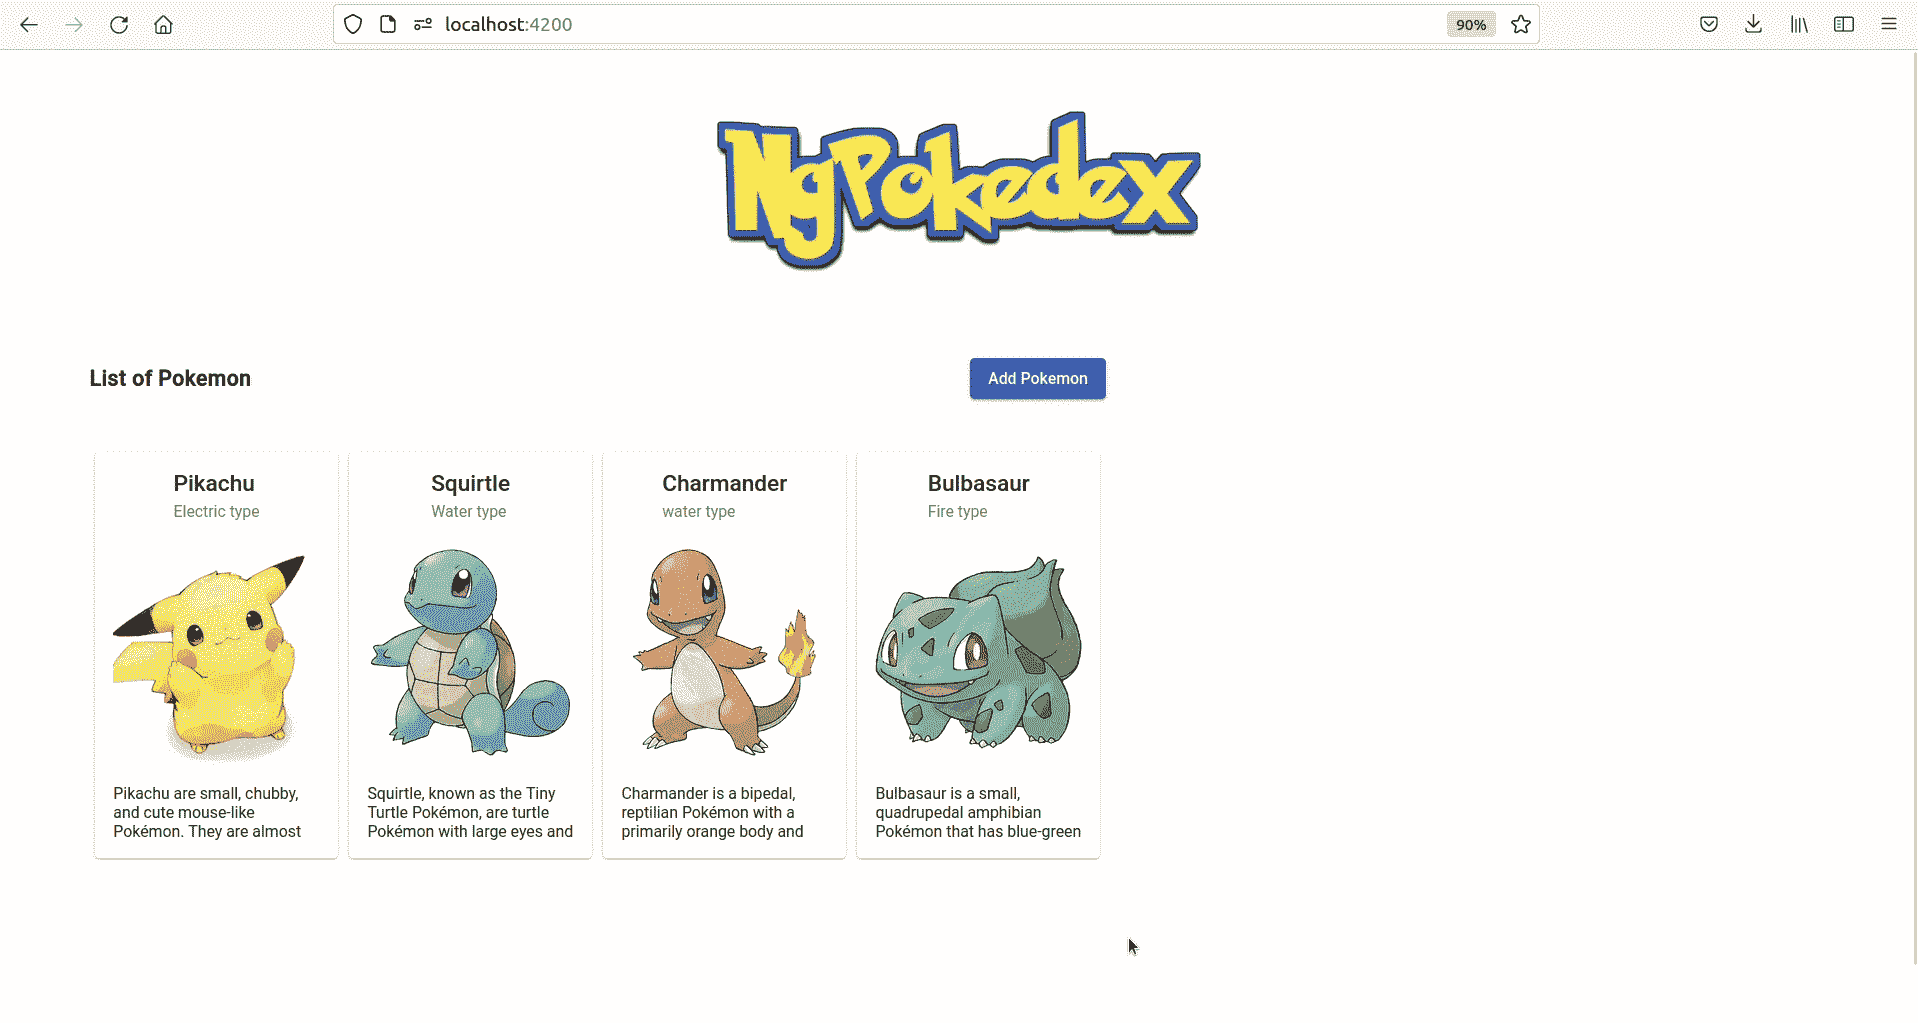 localhost:4200
90%
NgPokedex
List of Pokemon
Add Pokemon
Pikachu
Electric type
Pikachu are small, chubby,
and cute mouse-like
Pokémon. They are almost
Squirtle
Water type
Squirtle, known as the Tiny
Turtle Pokémon, are turtle
Pokémon with large eyes and
Charmander
water type
Charmander is a bipedal,
reptilian Pokémon with a
primarily orange body and
Bulbasaur
Fire type
Bulbasaur is a small,
quadrupedal amphibian
Pokémon that has blue-green